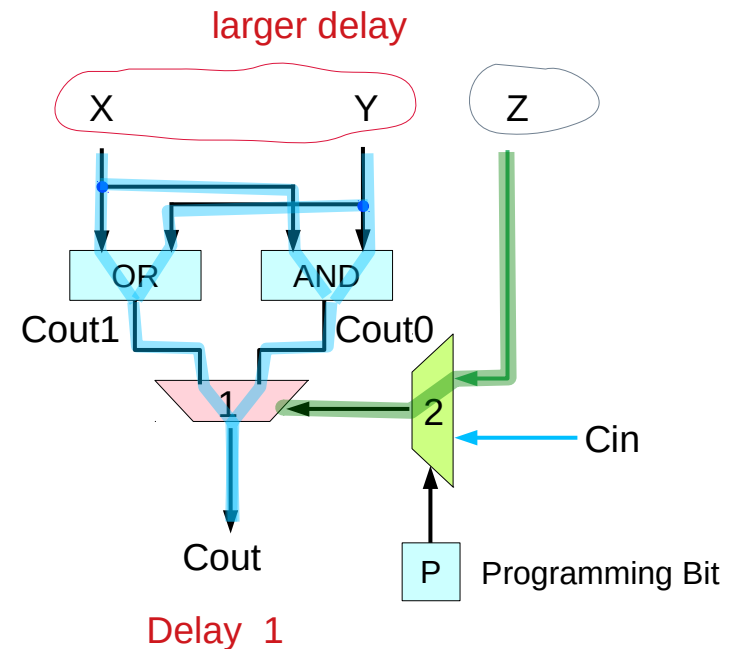 larger delay
X Y Z
OR AND
Cout1 Cout0
1 2
Cin
Cout
P Programming Bit
Delay 1